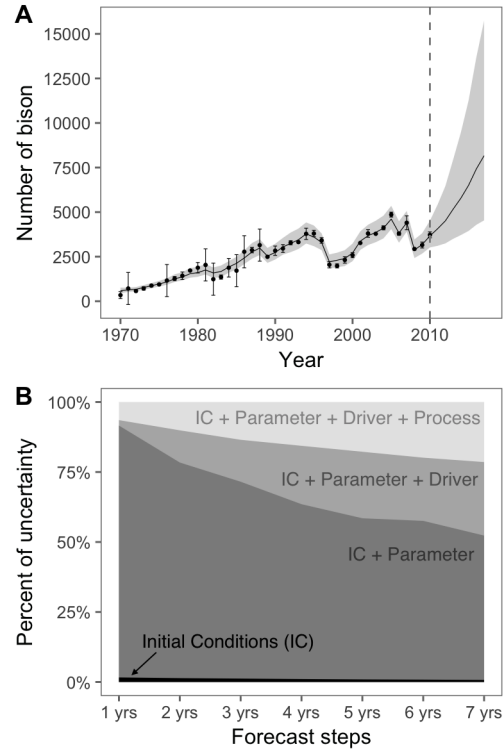 A
Number of bison
15000
12500
10000
7500
5000
2500
0
1970
1980
1990
2000
2010
Year
B
Percent of uncertainty
100%
75%
50%
25%
0%
IC + Parameter + Driver + Process
IC + Parameter + Driver
IC + Parameter
Initial Conditions (IC)
1 yrs
2 yrs
3 yrs
4 yrs
5 yrs
6 yrs
7 yrs
Forecast steps